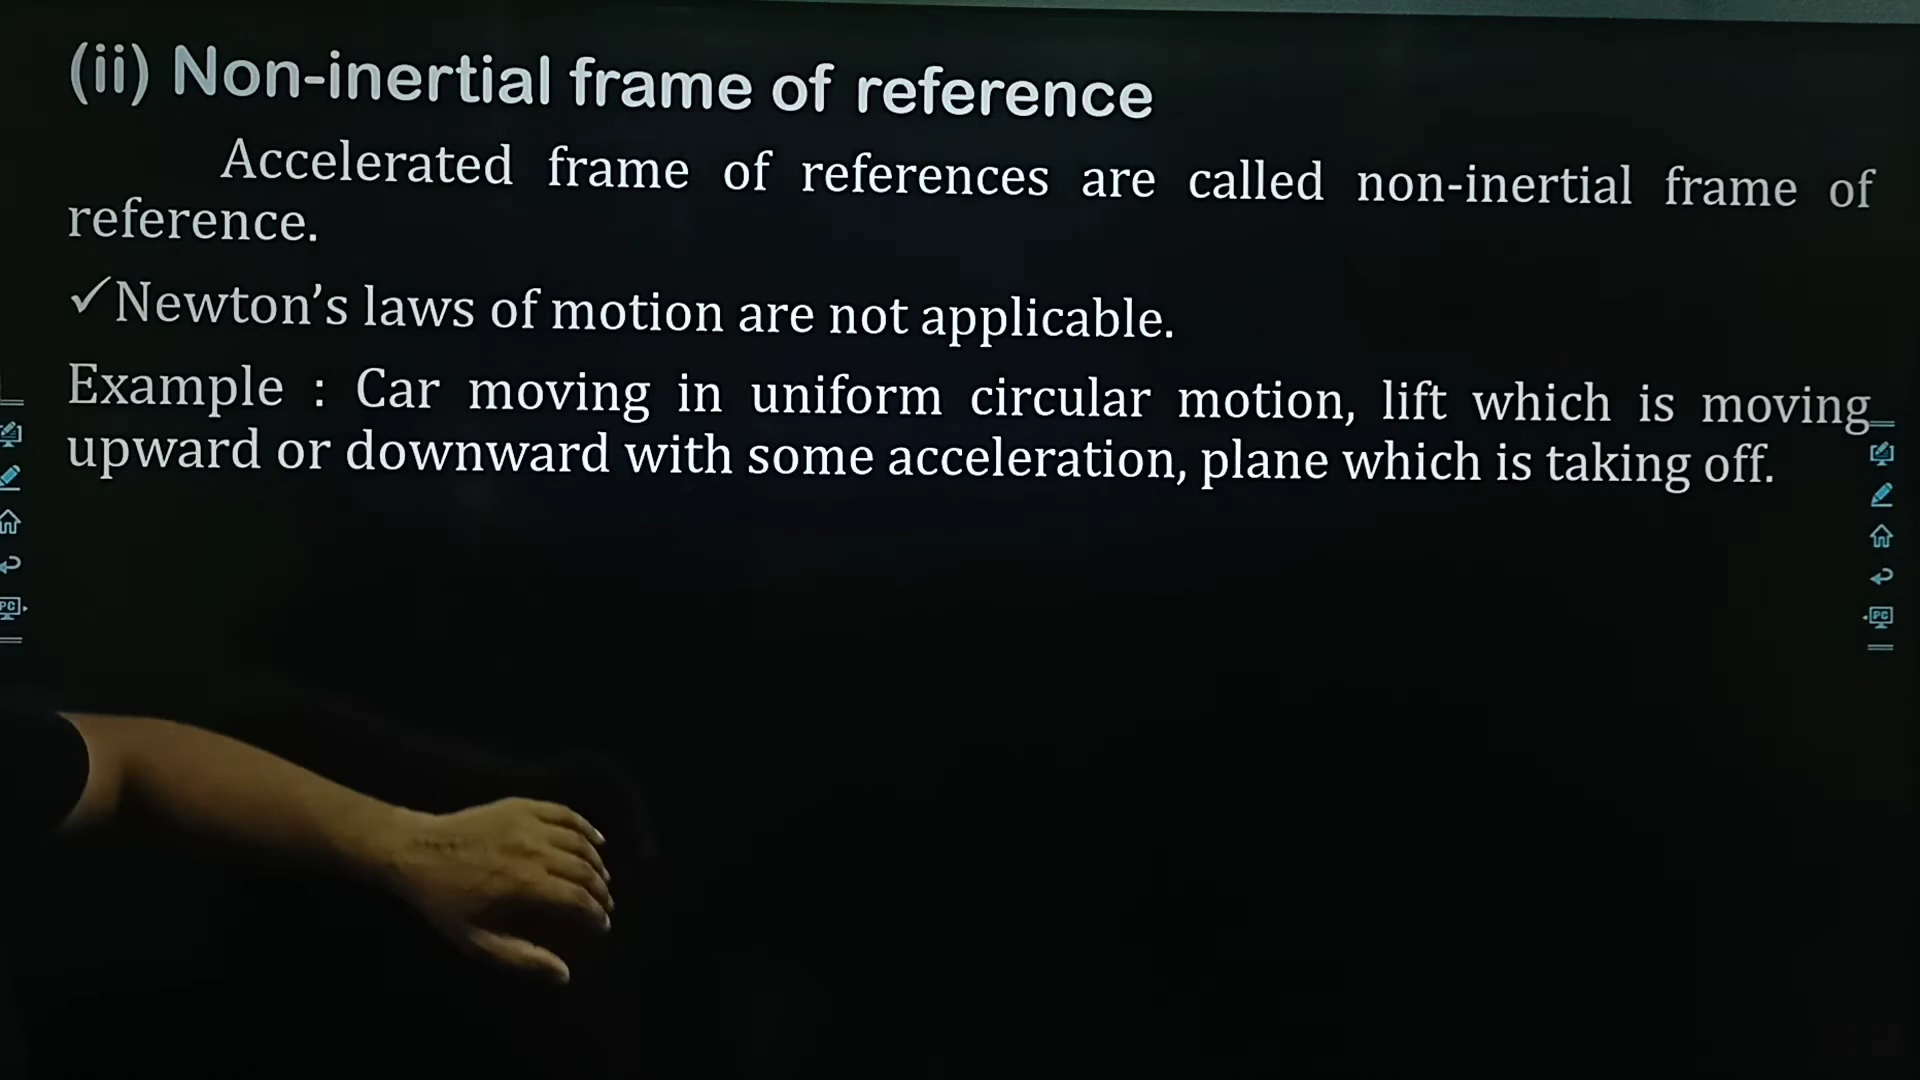 (ii) Non-inertial frame of reference
Accelerated frame of references are called non-inertial frame of
reference.
✓Newton’s laws of motion are not applicable.
Example : Car moving in uniform circular motion, lift which is moving
upward or downward with some acceleration, plane which is taking off.
PC
PC